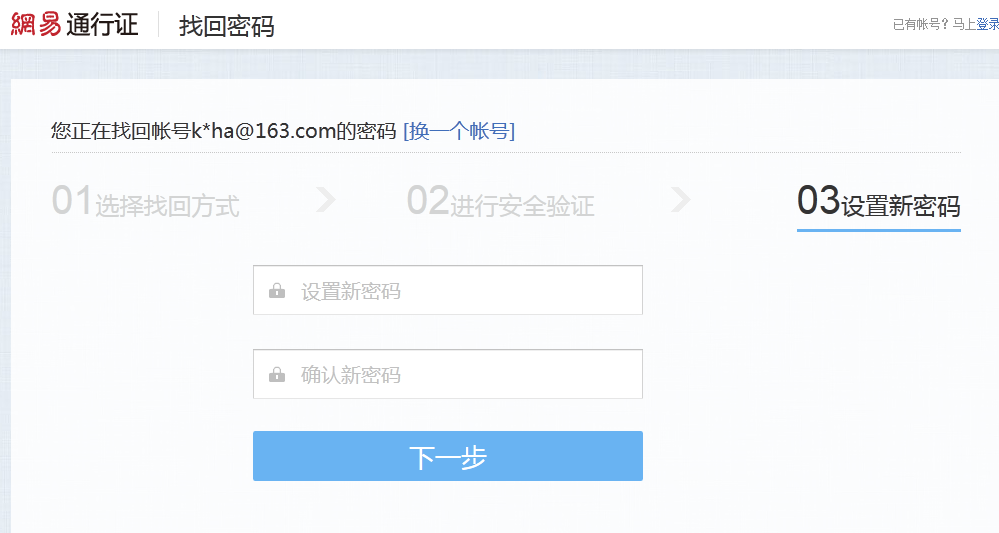 網易 通行证 找回密码 已有帐号？马上登录
您正在找回帐号k*ha@163.com的密码 [换一个帐号]
01选择找回方式 02进行安全验证 03设置新密码
设置新密码
确认新密码
下一步